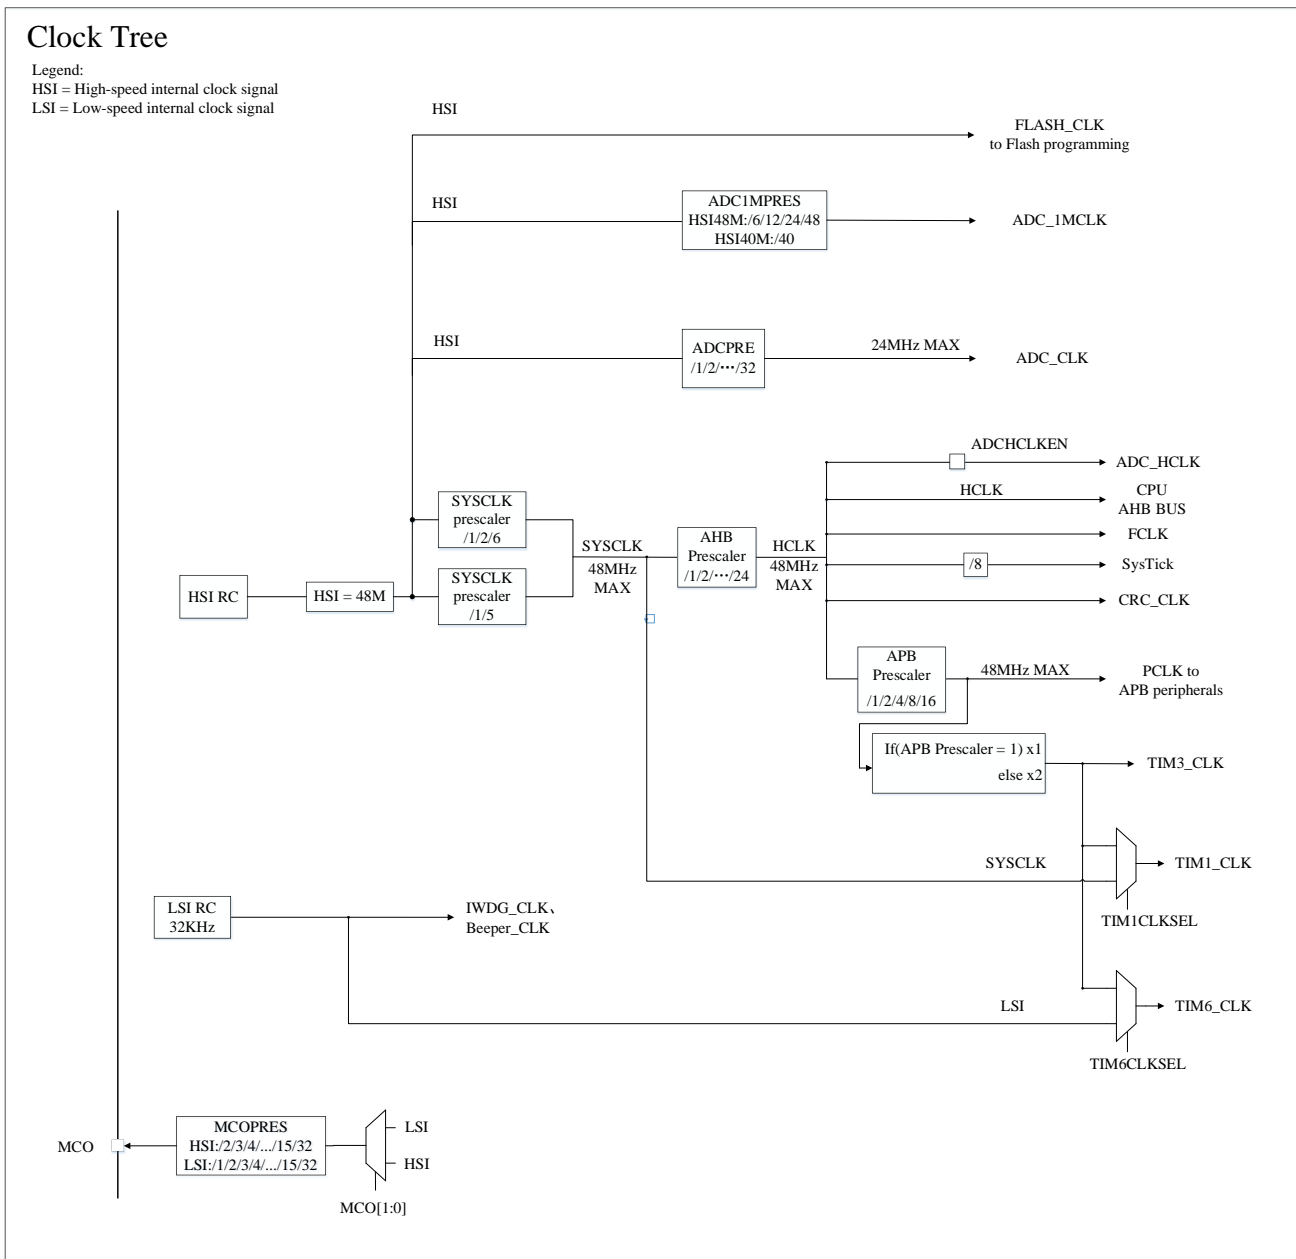 Clock Tree
Legend:
HSI = High-speed internal clock signal
LSI = Low-speed internal clock signal
HSI
FLASH_CLK
to Flash programming
HSI
ADC1MPRES
HSI48M:/6/12/24/48
HSI40M:/40
ADC_1MCLK
HSI
ADCPRE
/1/2/···/32
24MHz MAX
ADC_CLK
ADCHCLKEN
ADC_HCLK
HCLK
CPU
AHB BUS
FCLK
/8
SysTick
CRC_CLK
SYSCLK
prescaler
/1/2/6
SYSCLK
prescaler
/1/5
HSI RC
HSI = 48M
SYSCLK
48MHz
MAX
AHB
Prescaler
/1/2/···/24
HCLK
48MHz
MAX
APB
Prescaler
/1/2/4/8/16
48MHz MAX
PCLK to
APB peripherals
If(APB Prescaler = 1) x1
else x2
TIM3_CLK
SYSCLK
TIM1_CLK
TIM1CLKSEL
LSI RC
32KHz
IWDG_CLK、
Beeper_CLK
LSI
TIM6_CLK
TIM6CLKSEL
MCO
MCOPRES
HSI:/2/3/4/.../15/32
LSI:/1/2/3/4/.../15/32
LSI
HSI
MCO[1:0]